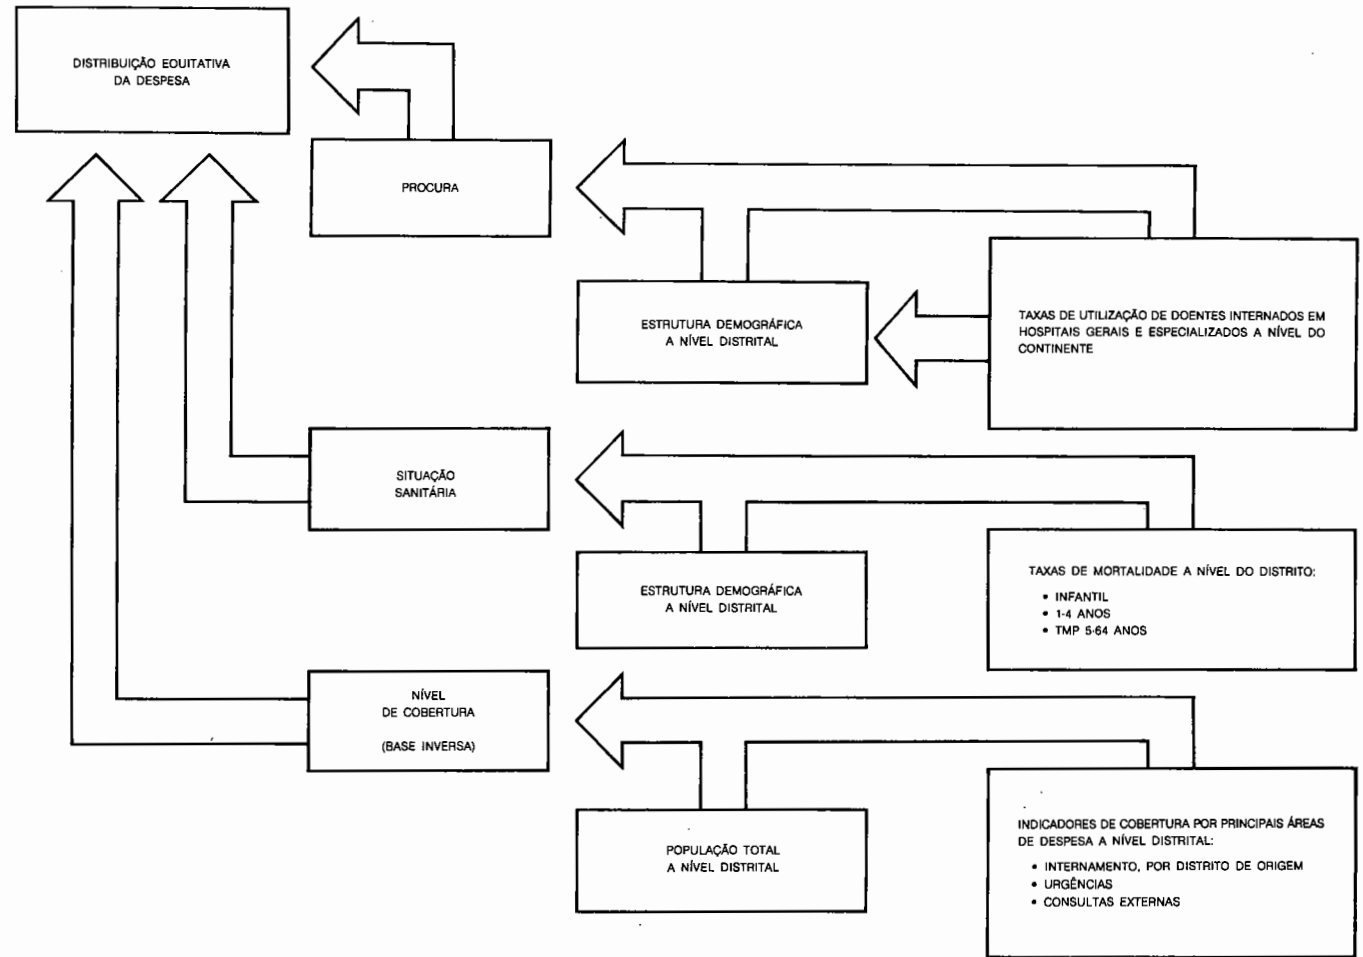 DISTRIBUIÇÃO EQUITATIVA
DA DESPESA
PROCURA
ESTRUTURA DEMOGRÁFICA
A NÍVEL DISTRITAL
TAXAS DE UTILIZAÇÃO DE DOENTES INTERNADOS EM
HOSPITAIS GERAIS E ESPECIALIZADOS A NÍVEL DO
CONTINENTE
SITUAÇÃO
SANITÁRIA
ESTRUTURA DEMOGRÁFICA
A NÍVEL DISTRITAL
TAXAS DE MORTALIDADE A NÍVEL DO DISTRITO:
• INFANTIL
• 1-4 ANOS
• TMP 5-64 ANOS
NÍVEL
DE COBERTURA
(BASE INVERSA)
POPULAÇÃO TOTAL
A NÍVEL DISTRITAL
INDICADORES DE COBERTURA POR PRINCIPAIS ÁREAS
DE DESPESA A NÍVEL DISTRITAL:
• INTERNAMENTO, POR DISTRITO DE ORIGEM
• URGÊNCIAS
• CONSULTAS EXTERNAS